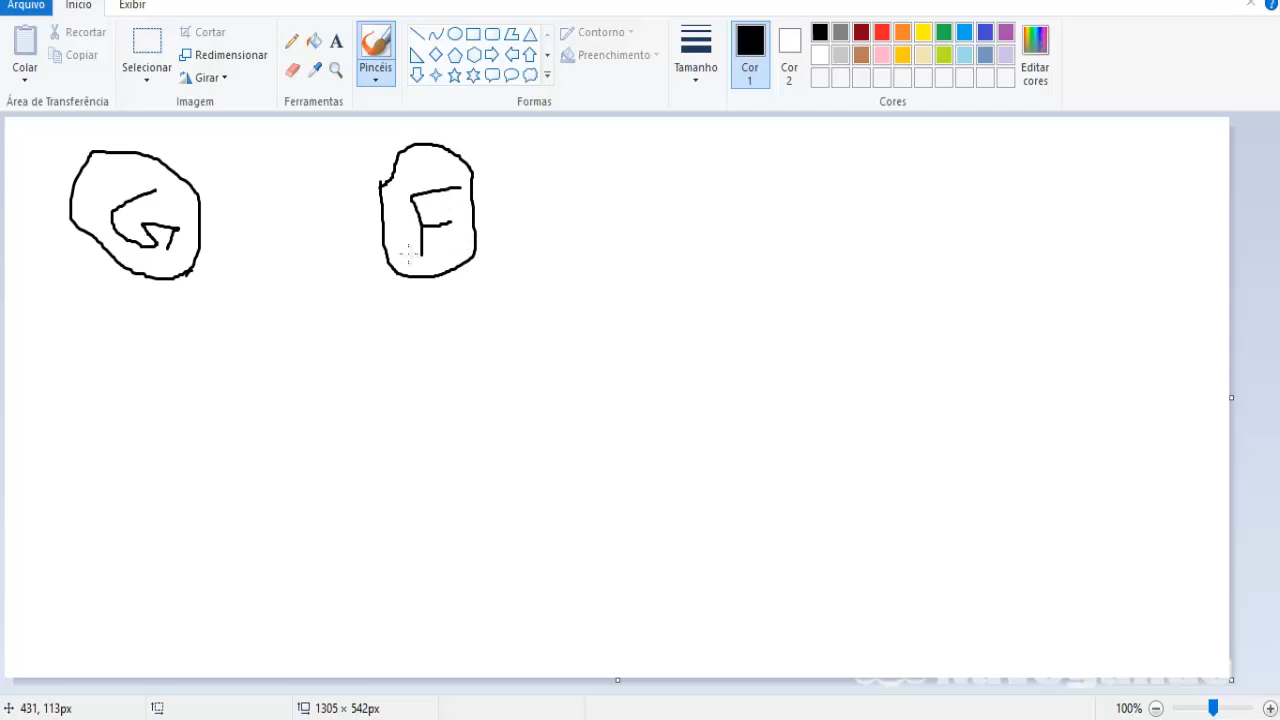 Arquivo Início Exibir
Colar
Recortar
Copiar
Área de Transferência
Selecionar
Cortar
Redimensionar
Girar
Imagem
A
Ferramentas
Pincéis
Contorno
Preenchimento
Formas
Tamanho
Cor 1
Cor 2
Editar cores
Cores
G F
431, 113px 1305 × 542px 100%